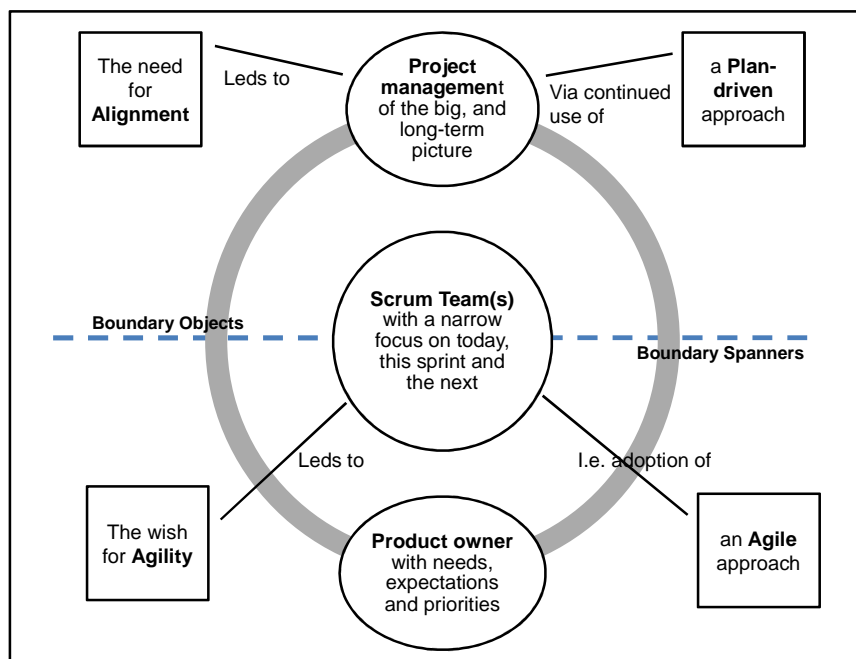 The need
for
Alignment
Leds to
Project
management
of the big, and
long-term
picture
Via continued
use of
a Plan-
driven
approach
Scrum Team(s)
with a narrow
focus on today,
this sprint and
the next
Boundary Objects
Boundary Spanners
Leds to
I.e. adoption of
The wish
for Agility
Product owner
with needs,
expectations
and priorities
an Agile
approach